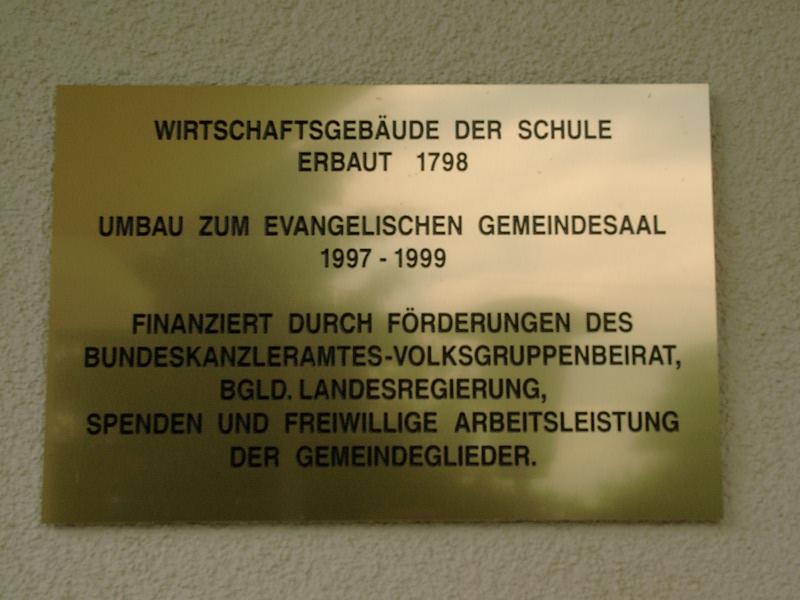 WIRTSCHAFTSGEBÄUDE DER SCHULE
ERBAUT 1798
UMBAU ZUM EVANGELISCHEN GEMEINDESAAL
1997 - 1999
FINANZIERT DURCH FÖRDERUNGEN DES
BUNDESKANZLERAMTES-VOLKSGRUPPENBEIRAT,
BGLD. LANDESREGIERUNG,
SPENDEN UND FREIWILLIGE ARBEITSLEISTUNG
DER GEMEINDEGLIEDER.